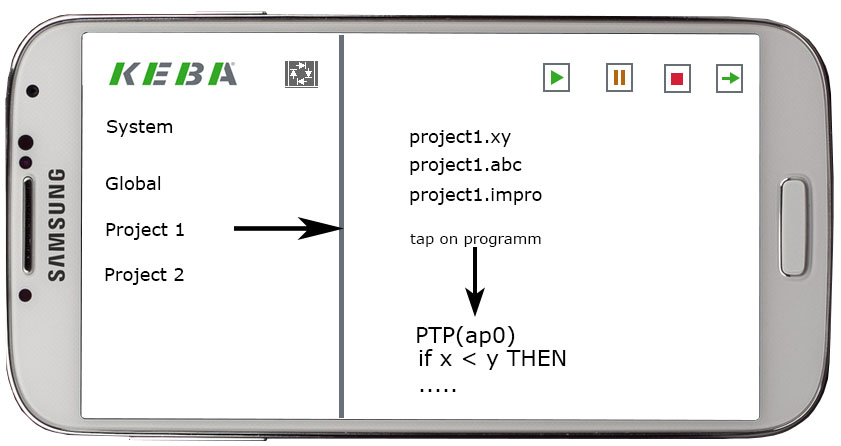 SAMSUNG
KEBA
System
Global
Project 1
Project 2
project1.xy
project1.abc
project1.impro
tap on programm
PTP(ap0)
if x < y THEN
.....